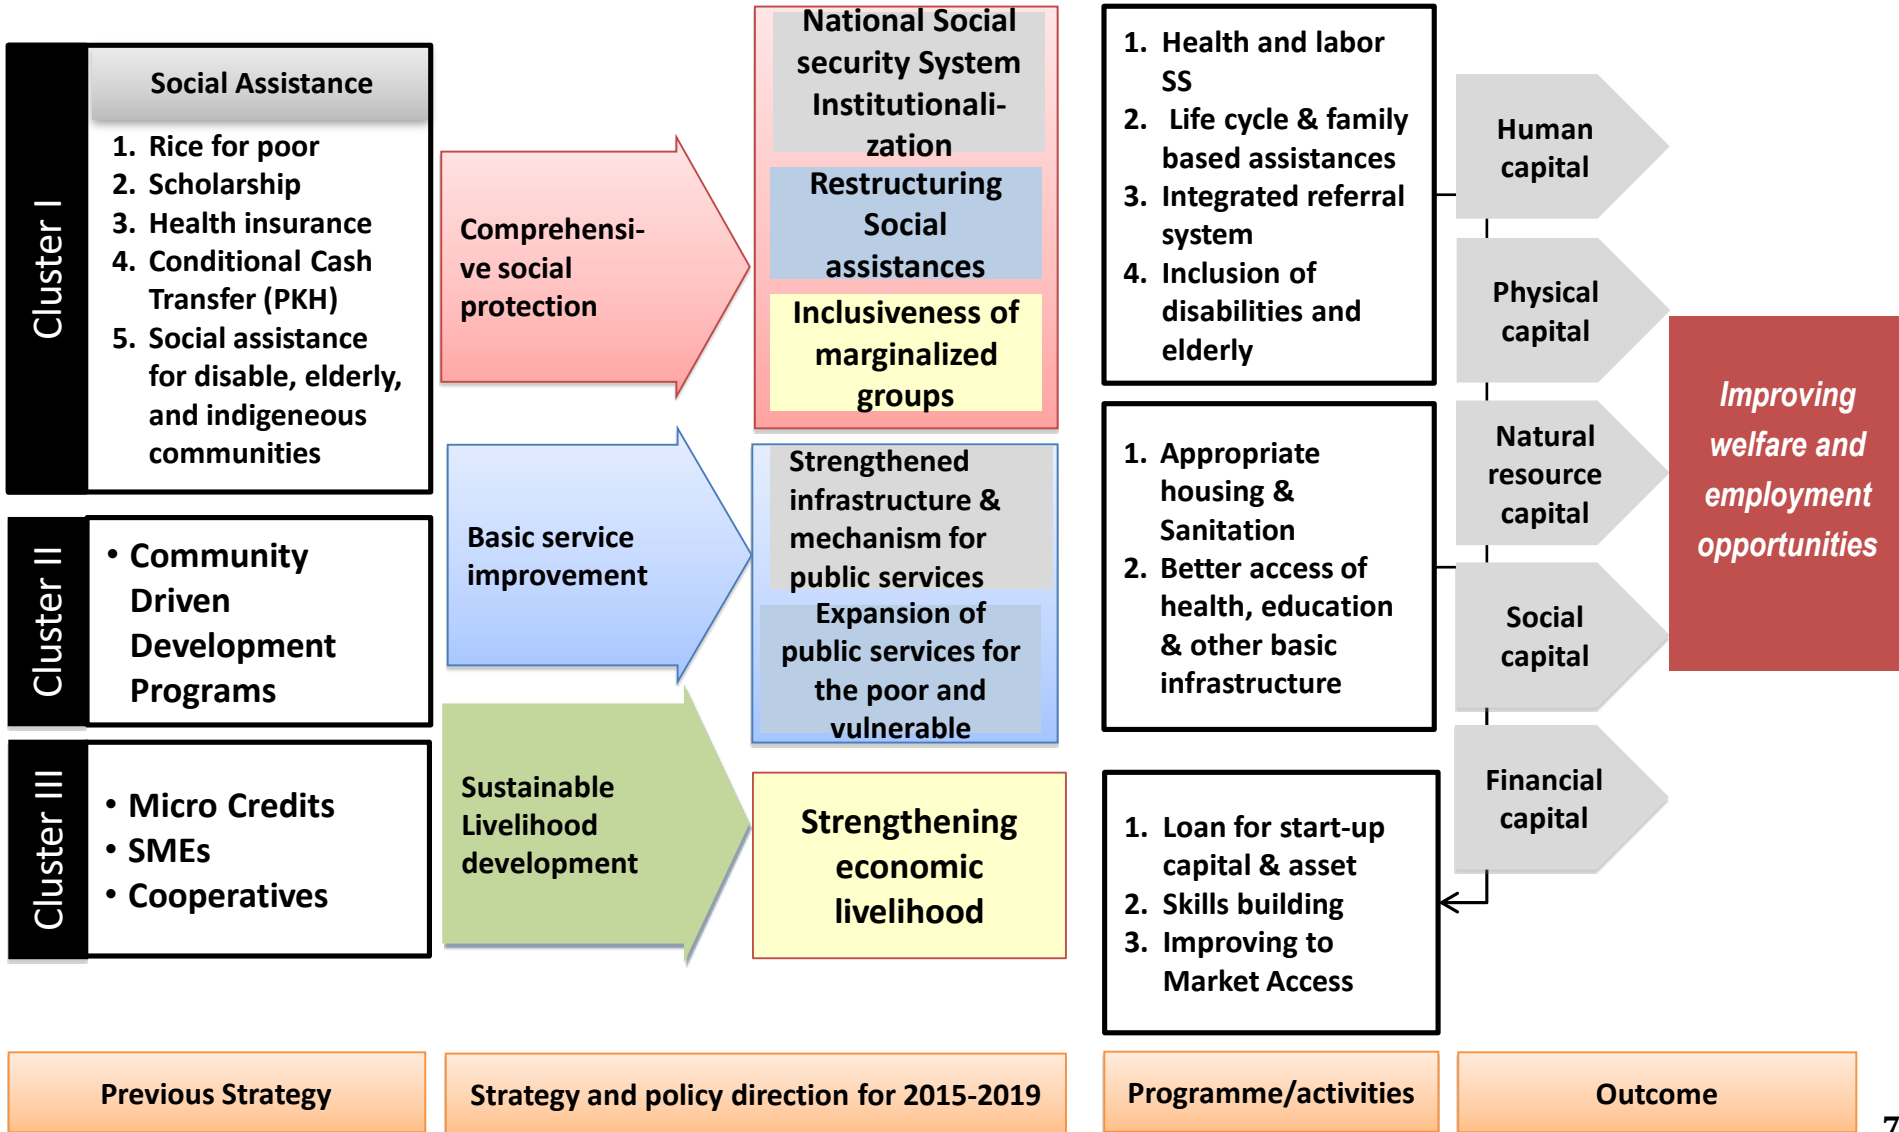 Cluster I
Social Assistance
1. Rice for poor
2. Scholarship
3. Health insurance
4. Conditional Cash
Transfer (PKH)
5. Social assistance
for disable, elderly,
and indigeneous
communities
Cluster II
• Community
Driven
Development
Programs
Cluster III
• Micro Credits
• SMEs
• Cooperatives
Comprehensi-
ve social
protection
Basic service
improvement
Sustainable
Livelihood
development
National Social
security System
Institutionali-
zation
Restructuring
Social
assistances
Inclusiveness of
marginalized
groups
Strengthened
infrastructure &
mechanism for
public services
Expansion of
public services for
the poor and
vulnerable
Strengthening
economic
livelihood
1. Health and labor
SS
2. Life cycle & family
based assistances
3. Integrated referral
system
4. Inclusion of
disabilities and
elderly
1. Appropriate
housing &
Sanitation
2. Better access of
health, education
& other basic
infrastructure
1. Loan for start-up
capital & asset
2. Skills building
3. Improving to
Market Access
Human
capital
Physical
capital
Natural
resource
capital
Social
capital
Financial
capital
Improving
welfare and
employment
opportunities
Previous Strategy
Strategy and policy direction for 2015-2019
Programme/activities
Outcome
7